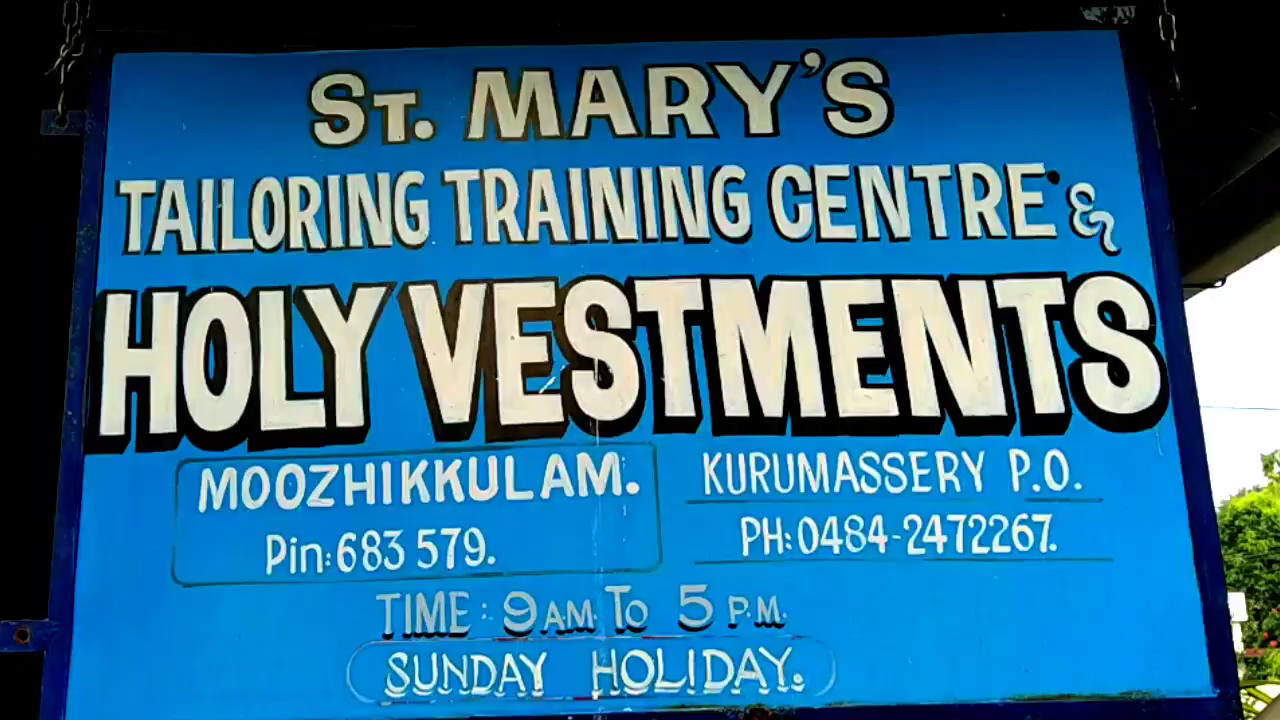 ST. MARY'S
TAILORING TRAINING CENTRE &
HOLY VESTMENTS
MOOZHIKKULAM.
Pin:683 579.
KURUMASSERY P.O.
PH:0484-2472267.
TIME : 9 A.M. TO 5 P.M.
SUNDAY HOLIDAY.